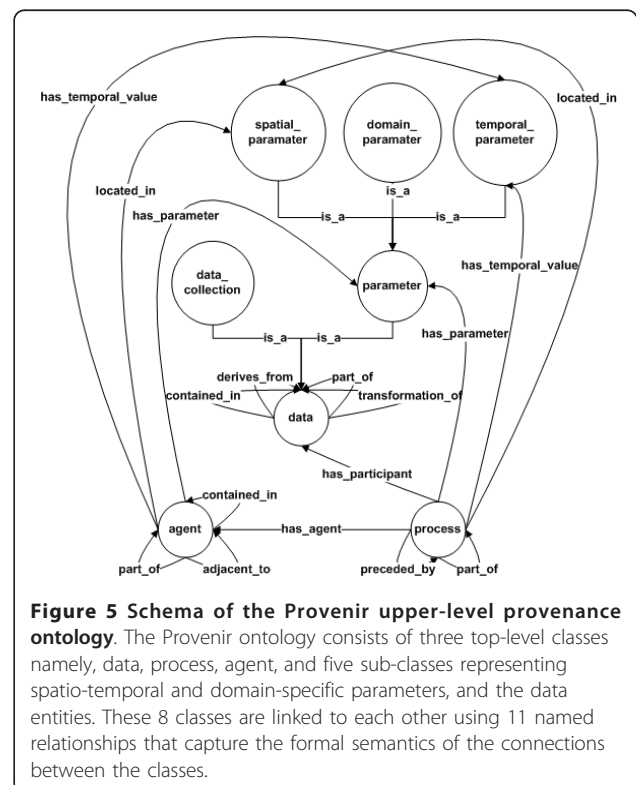 has_temporal_value
located_in
spatial_
paramater
domain_
paramater
temporal_
parameter
located_in
is_a
has_parameter
is_a
is_a
data_
collection
parameter
has_temporal_value
has_parameter
is_a
is_a
derives_from
part_of
contained_in
transformation_of
data
has_participant
contained_in
agent
has_agent
process
part_of
adjacent_to
preceded_by
part_of
Figure 5 Schema of the Provenir upper-level provenance
ontology. The Provenir ontology consists of three top-level classes
namely, data, process, agent, and five sub-classes representing
spatio-temporal and domain-specific parameters, and the data
entities. These 8 classes are linked to each other using 11 named
relationships that capture the formal semantics of the connections
between the classes.